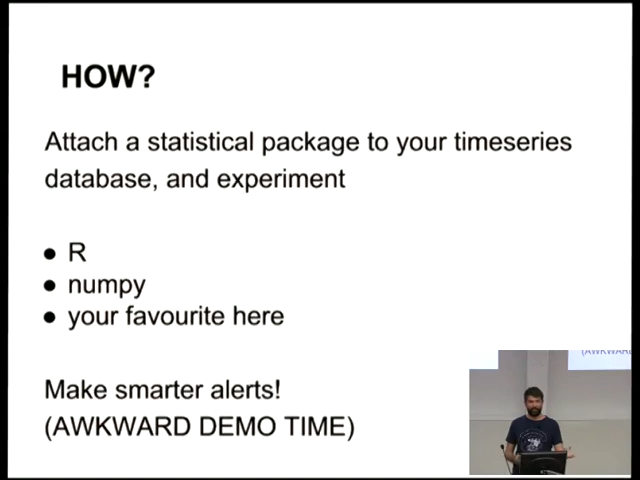 HOW?
Attach a statistical package to your timeseries
database, and experiment
● R
● numpy
● your favourite here
Make smarter alerts!
(AWKWARD DEMO TIME)
(AWKWARD